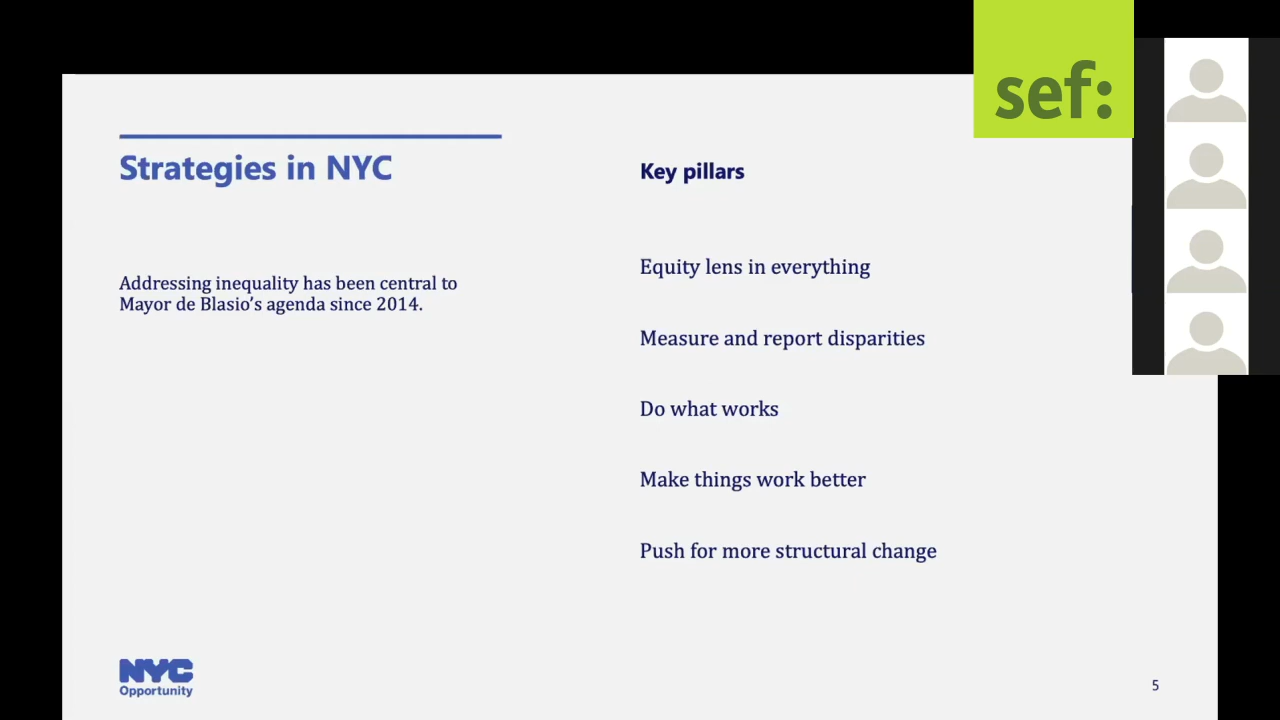 sef:
Strategies in NYC
Addressing inequality has been central to
Mayor de Blasio’s agenda since 2014.
Key pillars
Equity lens in everything
Measure and report disparities
Do what works
Make things work better
Push for more structural change
NYC
Opportunity
5